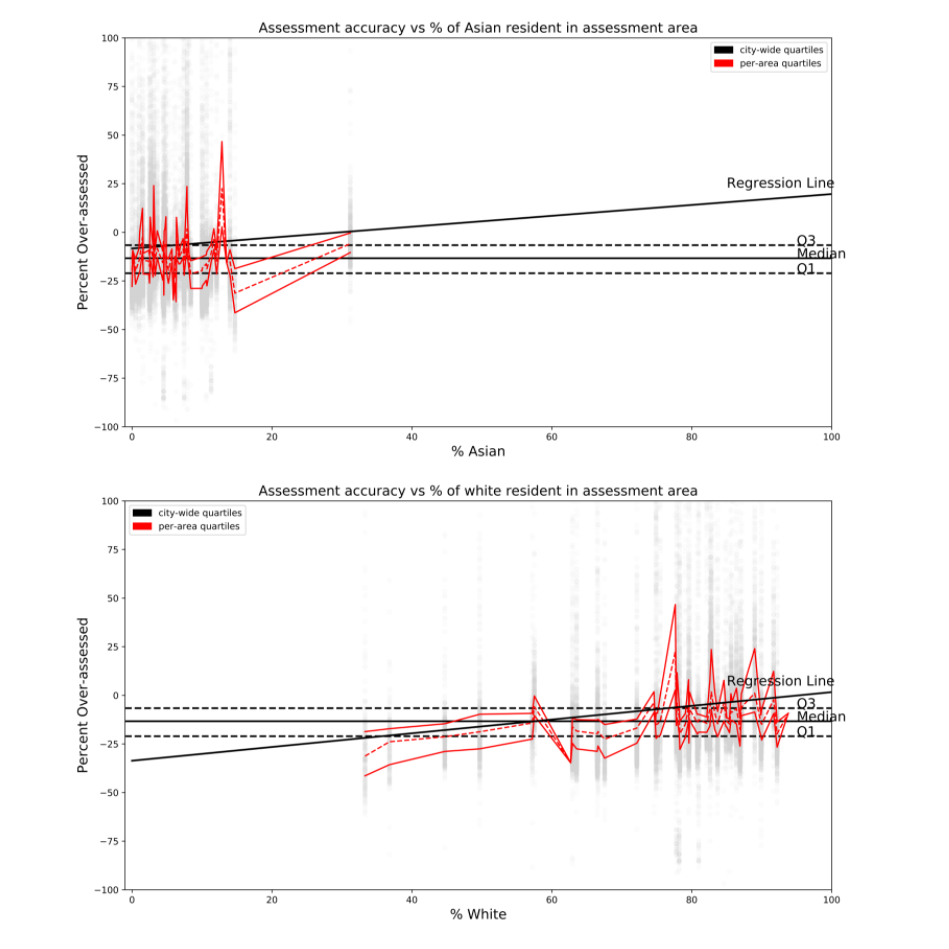 Assessment accuracy vs % of Asian resident in assessment area
100
city-wide quartiles
per-area quartiles
75
50
25
Regression Line
0
Q3
Median
Q1
−25
−50
−75
−100
0 20 40 60 80 100
% Asian
Percent Over-assessed
Assessment accuracy vs % of white resident in assessment area
100
city-wide quartiles
per-area quartiles
75
50
25
Regression Line
0
Q3
Median
Q1
−25
−50
−75
−100
0 20 40 60 80 100
% White
Percent Over-assessed